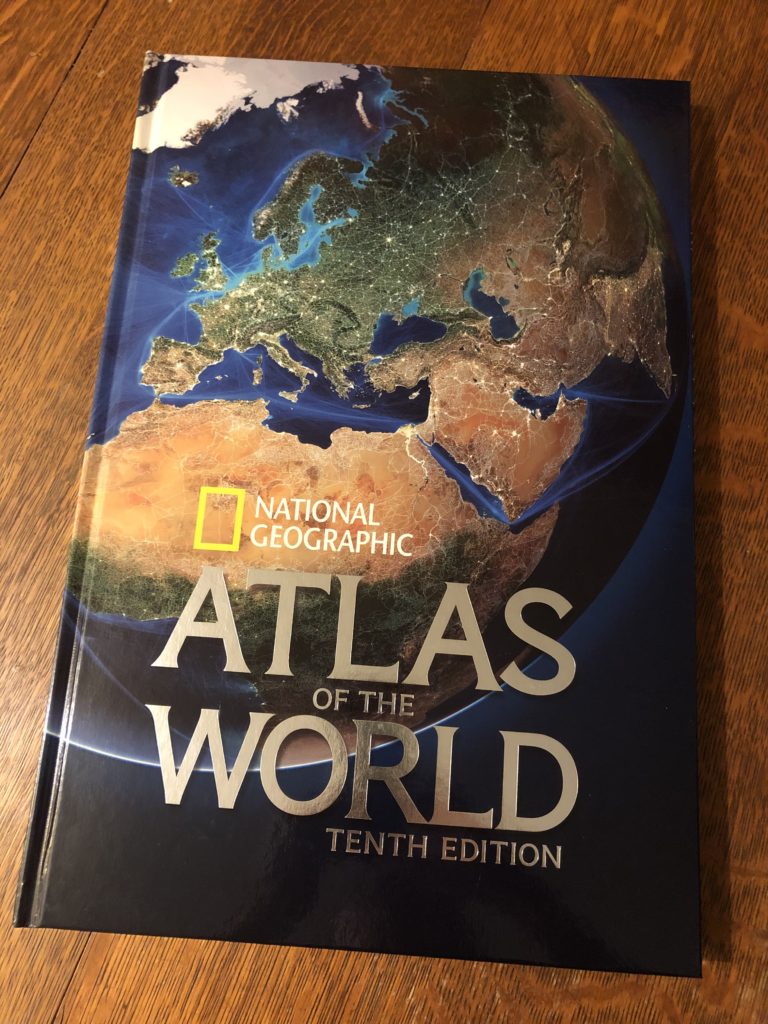 NATIONAL
GEOGRAPHIC
ATLAS
OF THE
WORLD
TENTH EDITION